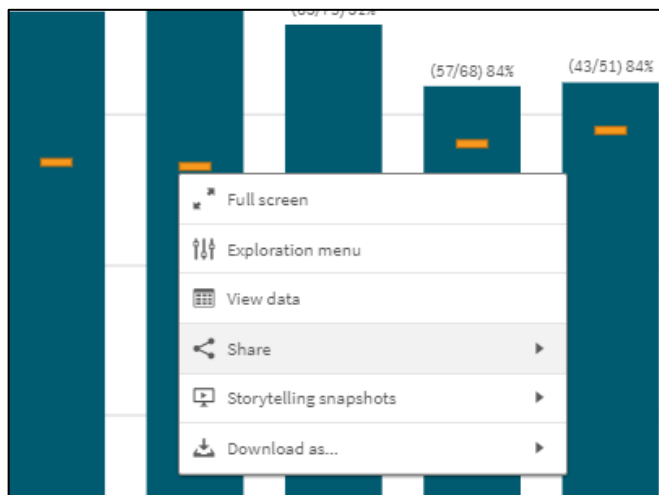 (57/68) 84%
(43/51) 84%
Full screen
Exploration menu
View data
Share
Storytelling snapshots
Download as...